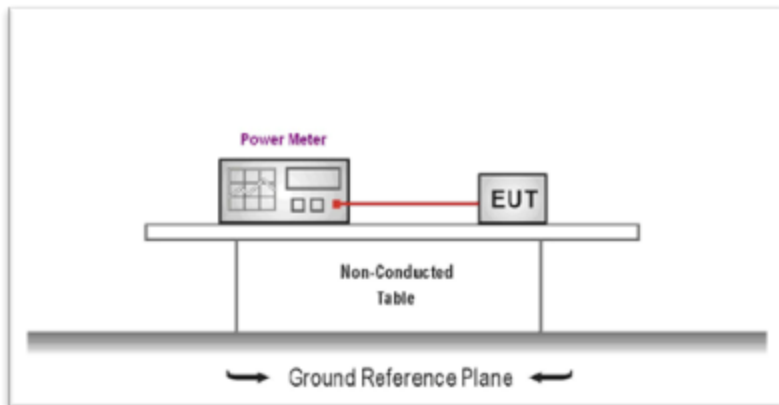 Power Meter
EUT
Non-Conducted
Table
Ground Reference Plane